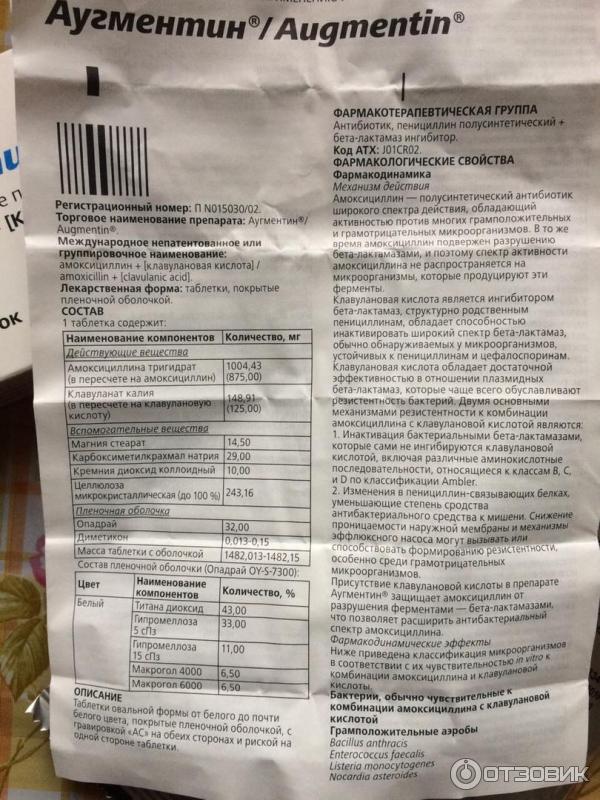 Аугментин®/Augmentin®
Регистрационный номер: П N015030/02.
Торговое наименование препарата: Аугментин®/
Augmentin®.
Международное непатентованное или
группировочное наименование:
амоксициллин + [клавулановая кислота] /
amoxicillin + [clavulanic acid].
Лекарственная форма: таблетки, покрытые
пленочной оболочкой.
СОСТАВ
1 таблетка содержит:
Наименование компонентов Количество, мг
Действующие вещества
Амоксициллина тригидрат 1004,43
(в пересчете на амоксициллин) (875,00)
Клавуланат калия 148,91
(в пересчете на клавулановую (125,00)
кислоту)
Вспомогательные вещества
Магния стеарат 14,50
Карбоксиметилкрахмал натрия 29,00
Кремния диоксид коллоидный 10,00
Целлюлоза
микрокристаллическая (до 100 %) 243,16
Пленочная оболочка
Опадрай 32,00
Диметикон 0,013-0,15
Масса таблетки с оболочкой 1482,013-1482,15
Состав пленочной оболочки (Опадрай OY-S-7300):
Цвет Наименование компонентов Количество, %
Белый Титана диоксид 43,00
Гипромеллоза 33,00
5 сПз
Гипромеллоза 11,00
15 сПз
Макрогол 4000 6,50
Макрогол 6000 6,50
ОПИСАНИЕ
Таблетки овальной формы от белого до почти
белого цвета, покрытые пленочной оболочкой, с
гравировкой «АС» на обеих сторонах и риской на
одной стороне таблетки.
ФАРМАКОТЕРАПЕВТИЧЕСКАЯ ГРУППА
Антибиотик, пенициллин полусинтетический +
бета-лактамаз ингибитор.
Код АТХ: J01CR02.
ФАРМАКОЛОГИЧЕСКИЕ СВОЙСТВА
Фармакодинамика
Механизм действия
Амоксициллин — полусинтетический антибиотик
широкого спектра действия, обладающий
активностью против многих грамположительных
и грамотрицательных микроорганизмов. В то же
время амоксициллин подвержен разрушению
бета-лактамазами, и поэтому спектр активности
амоксициллина не распространяется на
микроорганизмы, которые продуцируют эти
ферменты.
Клавулановая кислота является ингибитором
бета-лактамаз, структурно родственным
пенициллинам, обладает способностью
инактивировать широкий спектр бета-лактамаз,
обычно обнаруживаемых у микроорганизмов,
устойчивых к пенициллинам и цефалоспоринам.
Клавулановая кислота обладает достаточной
эффективностью в отношении плазмидных
бета-лактамаз, которые чаще всего обуславливают
резистентность бактерий. Двумя основными
механизмами резистентности к комбинации
амоксициллина с клавулановой кислотой являются:
1. Инактивация бактериальными бета-лактамазами,
которые сами не ингибируются клавулановой
кислотой, включая различные аминокислотные
последовательности, относящиеся к классам B, C,
и D по классификации Ambler.
2. Изменения в пенициллин-связывающих белках,
уменьшающие степень сродства
антибактериального средства к мишени. Снижение
проницаемости наружной мембраны и механизмы
эффлюксного насоса могут вызывать или
способствовать формированию резистентности,
особенно среди грамотрицательных
микроорганизмов.
Присутствие клавулановой кислоты в препарате
Аугментин® защищает амоксициллин от
разрушения ферментами — бета-лактамазами,
что позволяет расширить антибактериальный
спектр амоксициллина.
Фармакодинамические эффекты
Ниже приведена классификация микроорганизмов
в соответствии с их чувствительностью in vitro к
комбинации амоксициллина и клавулановой
кислоты.
Бактерии, обычно чувствительные к
комбинации амоксициллина с клавулановой
кислотой
Грамположительные аэробы
Bacillus anthracis
Enterococcus faecalis
Listeria monocytogenes
Nocardia asteroides
ОТЗОВИК